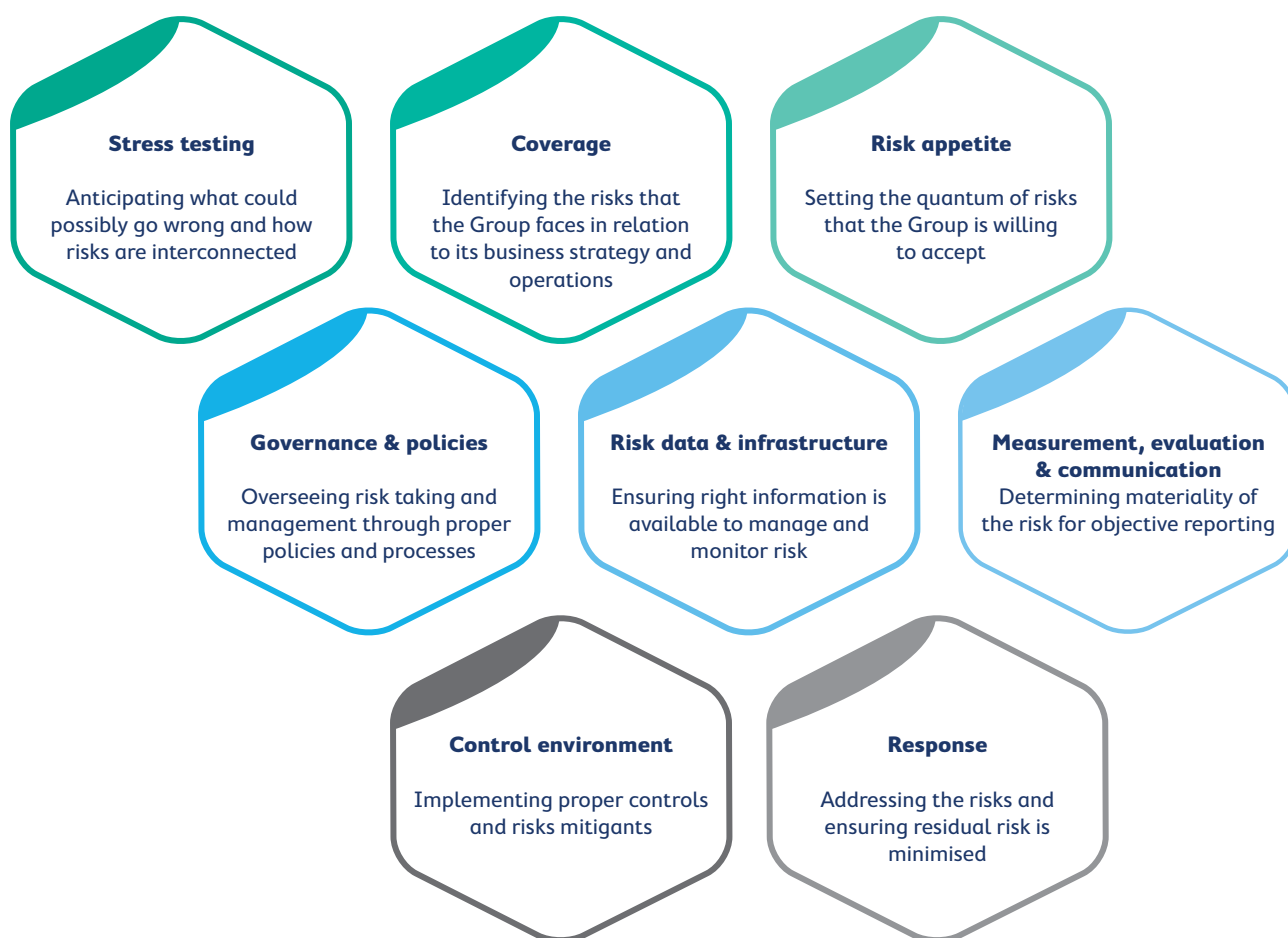 Stress testing
Anticipating what could
possibly go wrong and how
risks are interconnected
Coverage
Identifying the risks that
the Group faces in relation
to its business strategy and
operations
Risk appetite
Setting the quantum of risks
that the Group is willing
to accept
Governance & policies
Overseeing risk taking and
management through proper
policies and processes
Risk data & infrastructure
Ensuring right information is
available to manage and
monitor risk
Measurement, evaluation
& communication
Determining materiality of
the risk for objective reporting
Control environment
Implementing proper controls
and risks mitigants
Response
Addressing the risks and
ensuring residual risk is
minimised